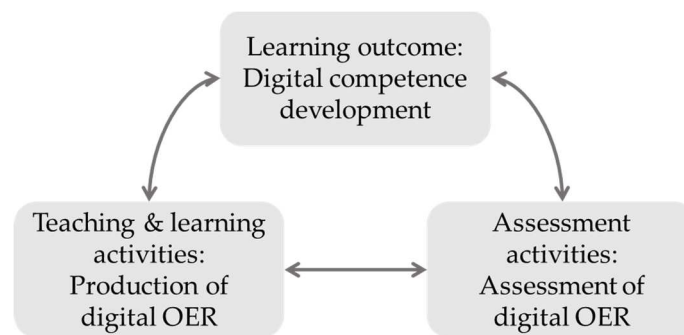 Learning outcome:
Digital competence
development
Teaching & learning
activities:
Production of
digital OER
Assessment
activities:
Assessment of
digital OER